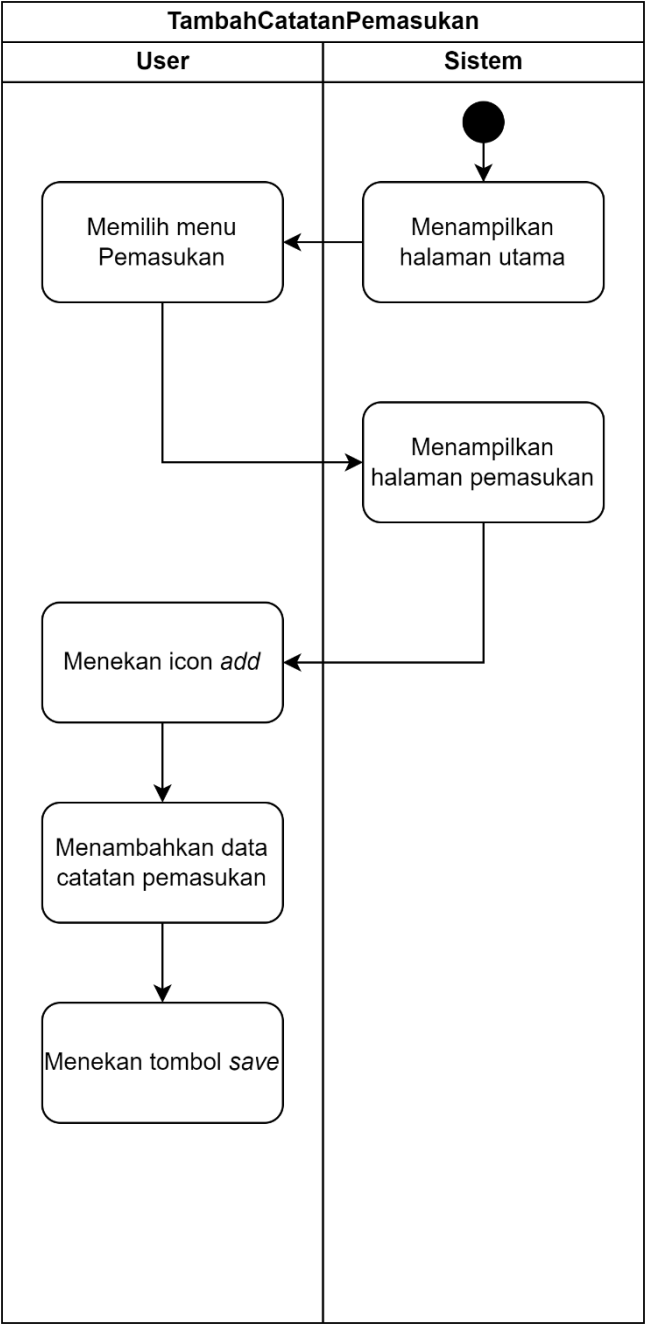 TambahCatatanPemasukan
User
Sistem
Menampilkan
halaman utama
Memilih menu
Pemasukan
Menampilkan
halaman pemasukan
Menekan icon add
Menambahkan data
catatan pemasukan
Menekan tombol save